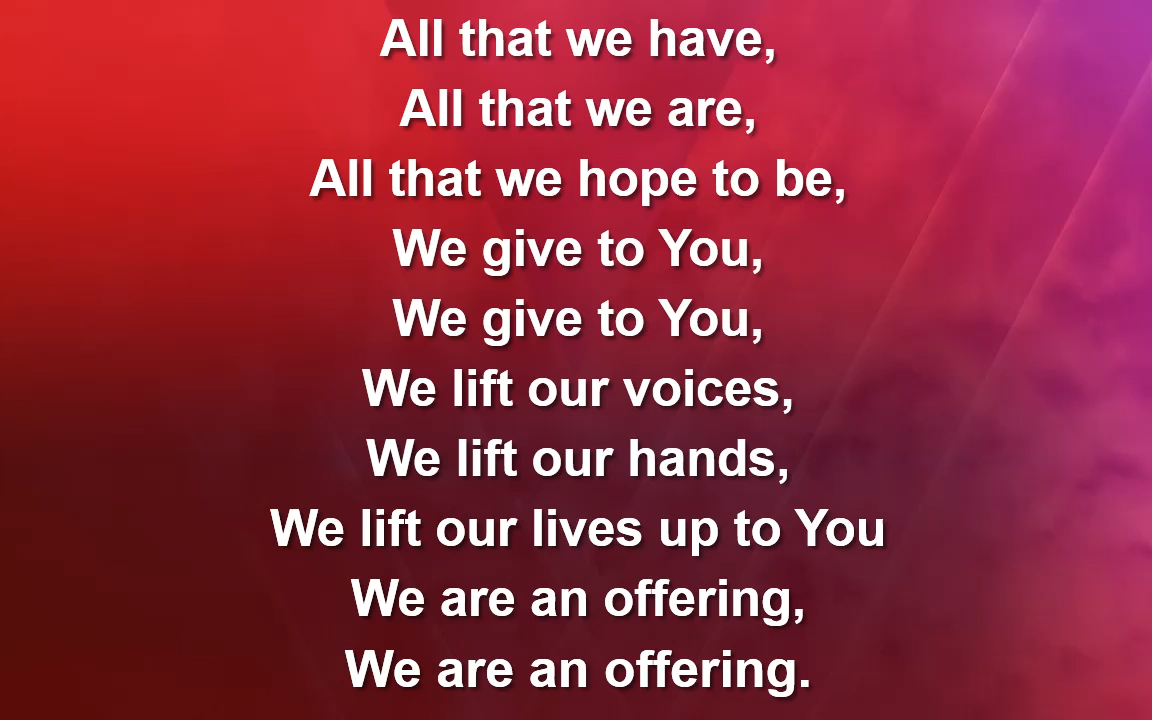 All that we have,
All that we are,
All that we hope to be,
We give to You,
We give to You,
We lift our voices,
We lift our hands,
We lift our lives up to You
We are an offering,
We are an offering.